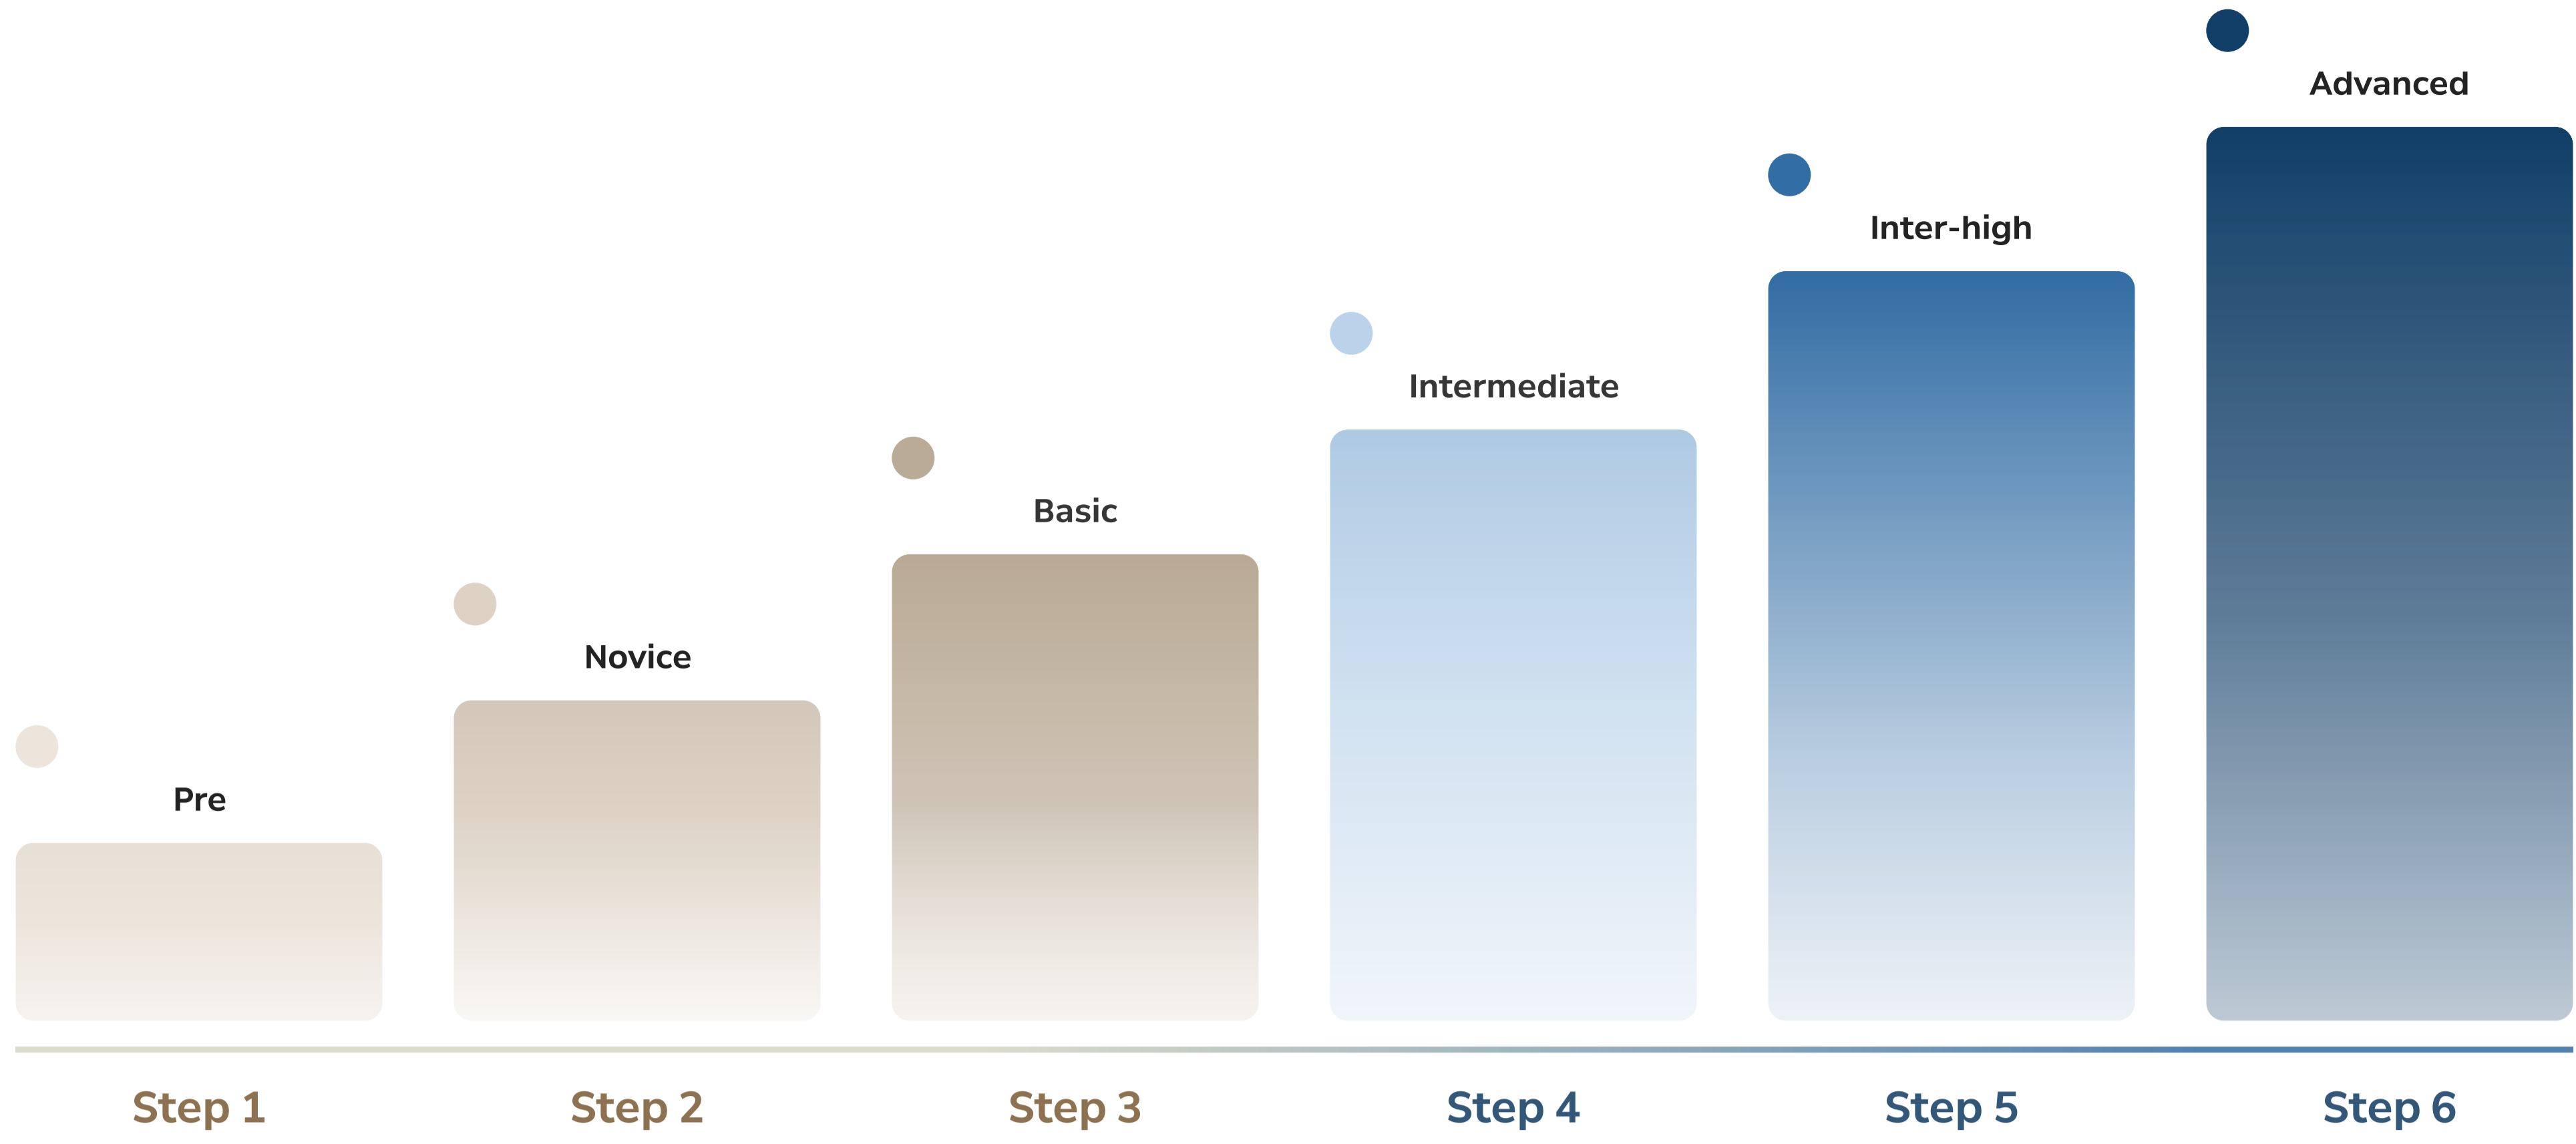 Advanced
Inter-high
Intermediate
Basic
Novice
Pre
Step 1
Step 2
Step 3
Step 4
Step 5
Step 6